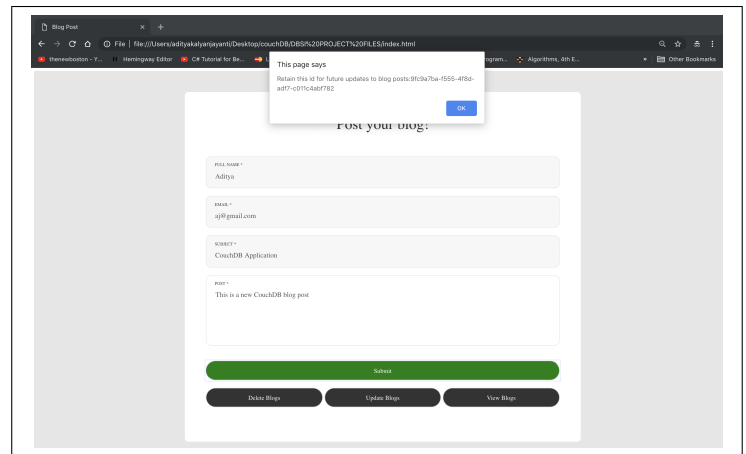 Blog Post
File | file:///Users/adityakalyanjayanti/Desktop/couchDB/DBSI%20PROJECT%20FILES/index.html
thenewboston - Y... Hemingway Editor C# Tutorial for Be... Algorithms, 4th E... » Other Bookmarks
This page says
Retain this id for future updates to blog posts:9fc9a7ba-f555-4f8d-
adf7-c011c4abf782
OK
Post your blog!
FULL NAME *
Aditya
EMAIL *
aj@gmail.com
SUBJECT *
CouchDB Application
POST *
This is a new CouchDB blog post
Submit
Delete Blogs Update Blogs View Blogs